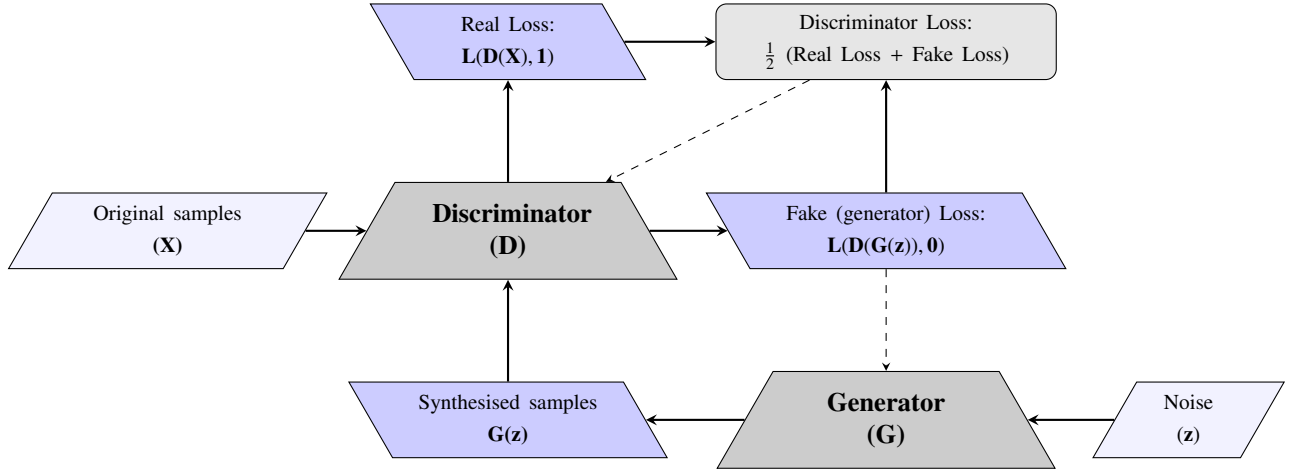 Real Loss:
L(D(X), 1)
Discriminator Loss:
1/2 (Real Loss + Fake Loss)
Original samples
(X)
Discriminator
(D)
Fake (generator) Loss:
L(D(G(z)), 0)
Synthesised samples
G(z)
Generator
(G)
Noise
(z)